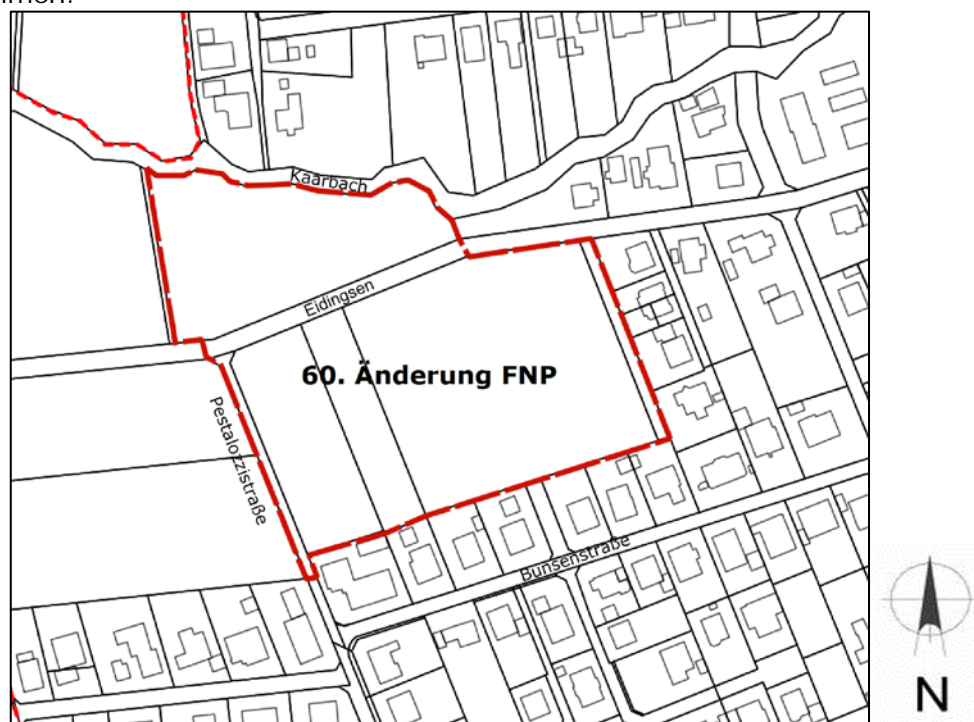 Kaarbach
Eidingsen
60. Änderung FNP
Pestalozzistraße
Bunsenstraße
N